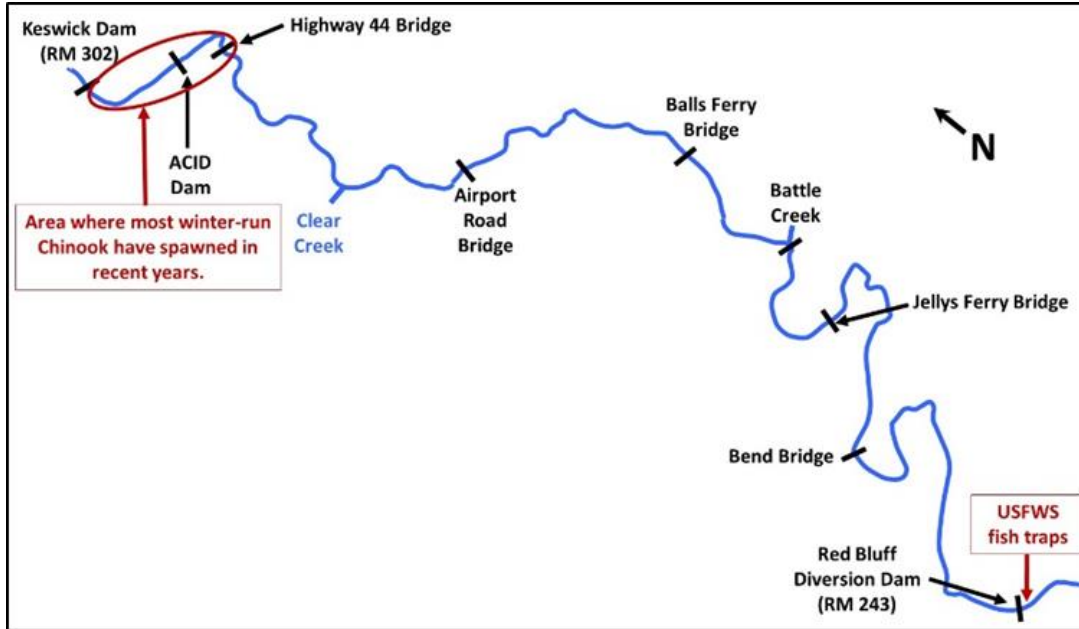 Keswick Dam
(RM 302)
Highway 44 Bridge
ACID
Dam
Area where most winter-run
Chinook have spawned in
recent years.
Clear
Creek
Airport
Road
Bridge
Balls Ferry
Bridge
N
Battle
Creek
Jellys Ferry Bridge
Bend Bridge
USFWS
fish traps
Red Bluff
Diversion Dam
(RM 243)